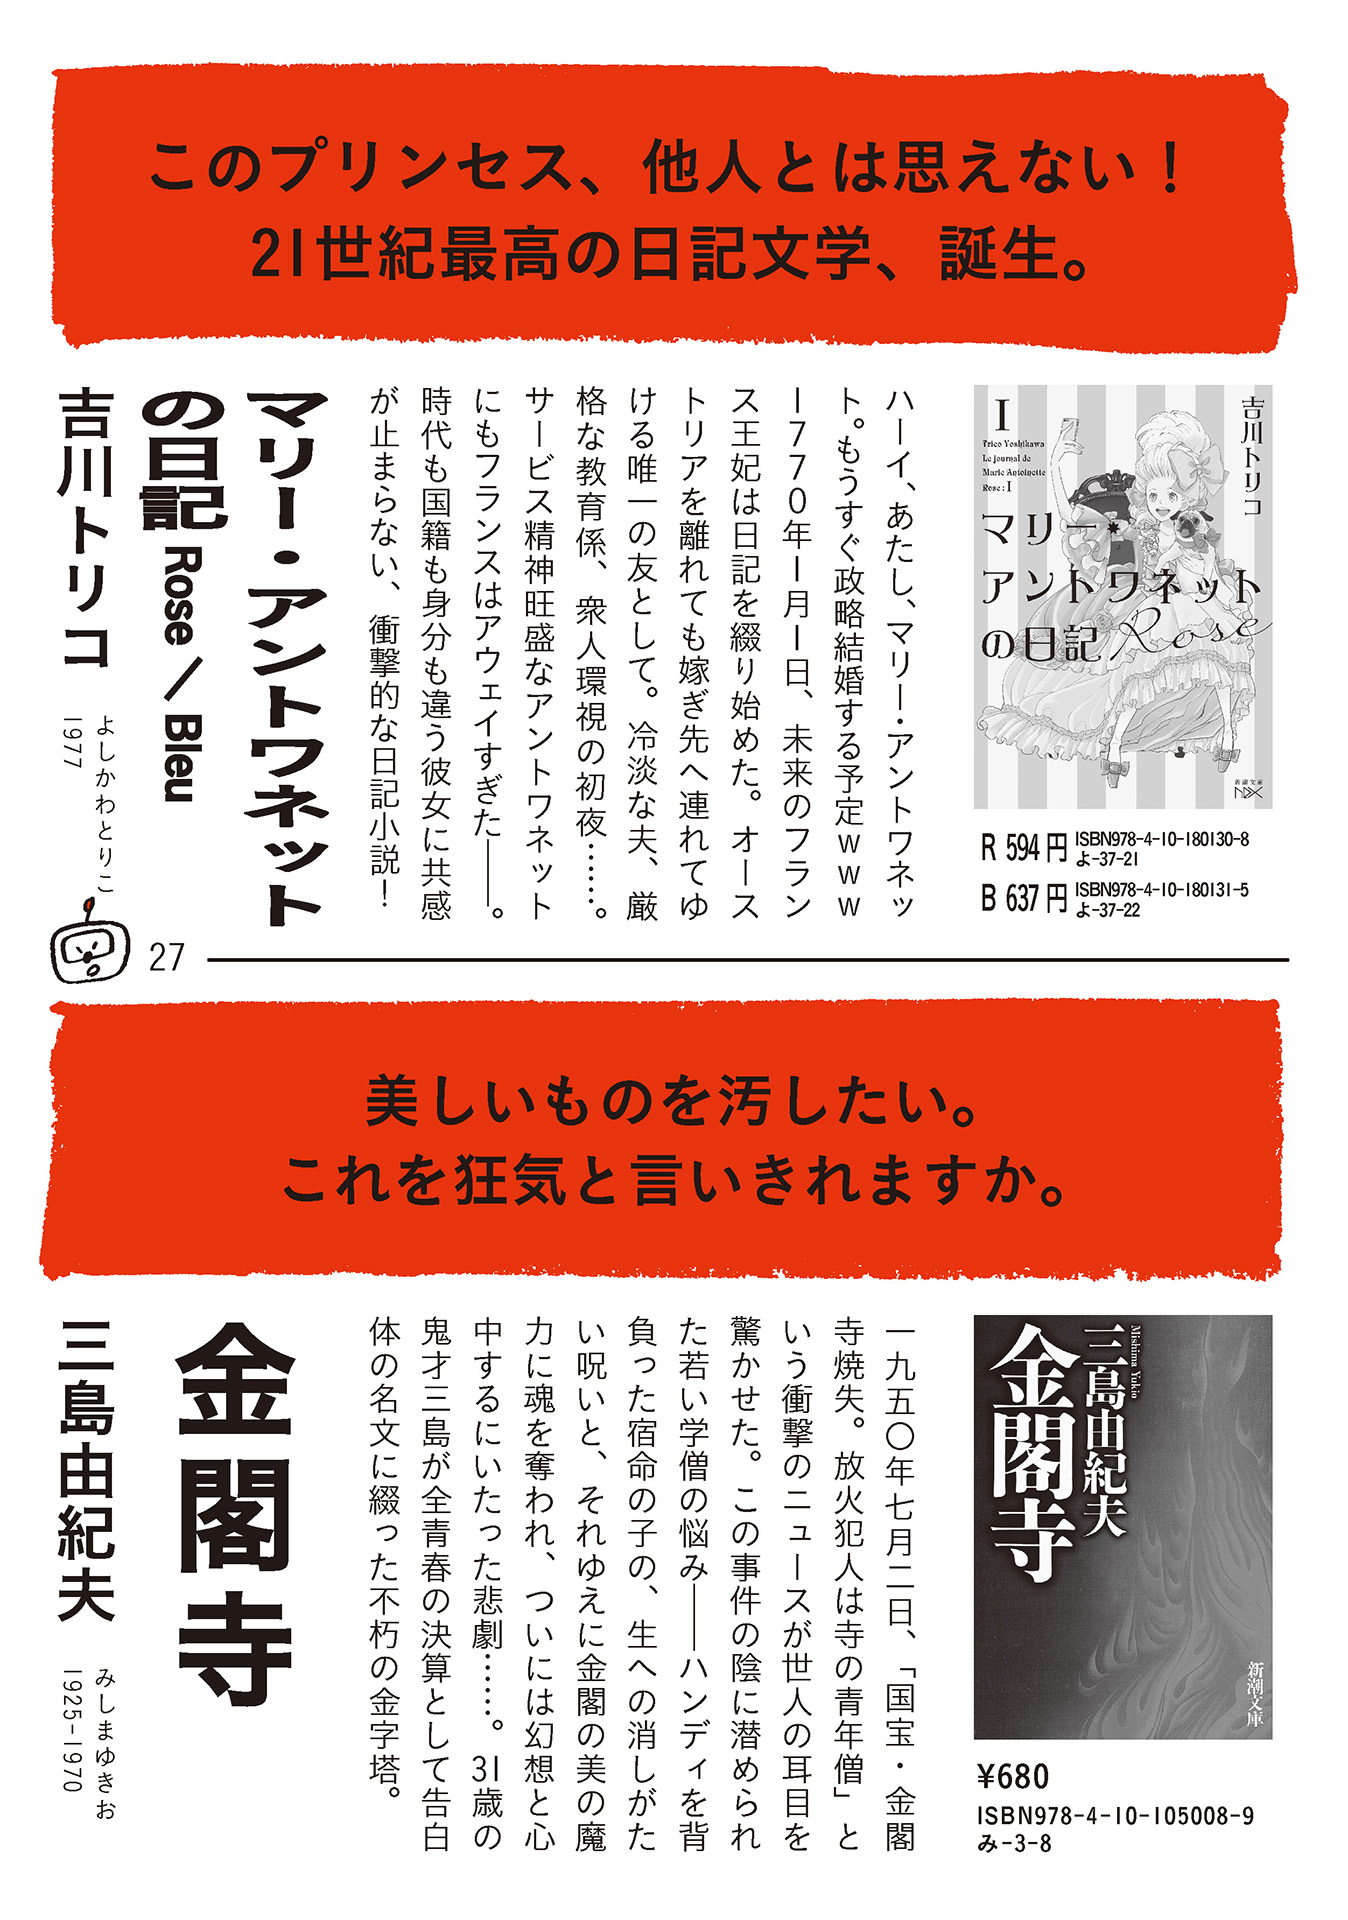 このプリンセス、他人とは思えない！
21世紀最高の日記文学、誕生。
吉川トリコ
I
Trico Yoshikawa
Le journal de
Marie Antoinette
Rose : I
マリー・
アントワネット
の日記
Rose
新潮文庫
NEX
R 594円 ISBN978-4-10-180130-8
よ-37-21
B 637円 ISBN978-4-10-180131-5
よ-37-22
ハーイ、あたし、マリー・アントワネッ
ト。もうすぐ政略結婚する予定ｗｗｗ
1770年1月1日、未来のフラン
ス王妃は日記を綴り始めた。オース
トリアを離れても嫁ぎ先へ連れてゆ
ける唯一の友として。冷淡な夫、厳
格な教育係、衆人環視の初夜……。
サービス精神旺盛なアントワネット
にもフランスはアウェイすぎた――。
時代も国籍も身分も違う彼女に共感
が止まらない、衝撃的な日記小説！
マリー・アントワネット
の日記 Rose／Bleu
吉川トリコ
よしかわとりこ
1977
27
美しいものを汚したい。
これを狂気と言いきれますか。
Mishima Yukio
三島由紀夫
金閣寺
新潮文庫
¥680
ISBN978-4-10-105008-9
み-3-8
一九五〇年七月二日、「国宝・金閣
寺焼失。放火犯人は寺の青年僧」と
いう衝撃のニュースが世人の耳目を
驚かせた。この事件の陰に潜められ
た若い学僧の悩み――ハンディを背
負った宿命の子の、生への消しがた
い呪いと、それゆえに金閣の美の魔
力に魂を奪われ、ついには幻想と心
中するにいたった悲劇……。31歳の
鬼才三島が全青春の決算として告白
体の名文に綴った不朽の金字塔。
金閣寺
三島由紀夫
みしまゆきお
1925-1970